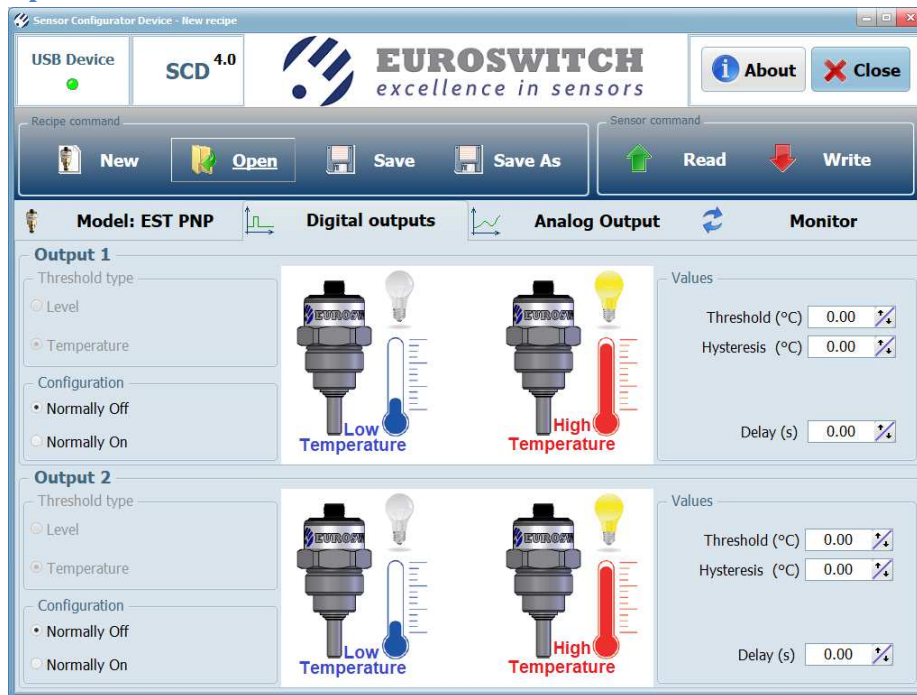 Sensor Configurator Device - New recipe
USB Device
SCD 4.0
EUROSWITCH
excellence in sensors
About
Close
Recipe command
New
Open
Save
Save As
Sensor command
Read
Write
Model: EST PNP
Digital outputs
Analog Output
Monitor
Output 1
Threshold type
Level
Temperature
Configuration
Normally Off
Normally On
EUROSW
Low
Temperature
EUROSW
High
Temperature
Values
Threshold (°C) 0.00
Hysteresis (°C) 0.00
Delay (s) 0.00
Output 2
Threshold type
Level
Temperature
Configuration
Normally Off
Normally On
EUROSW
Low
Temperature
EUROSW
High
Temperature
Values
Threshold (°C) 0.00
Hysteresis (°C) 0.00
Delay (s) 0.00